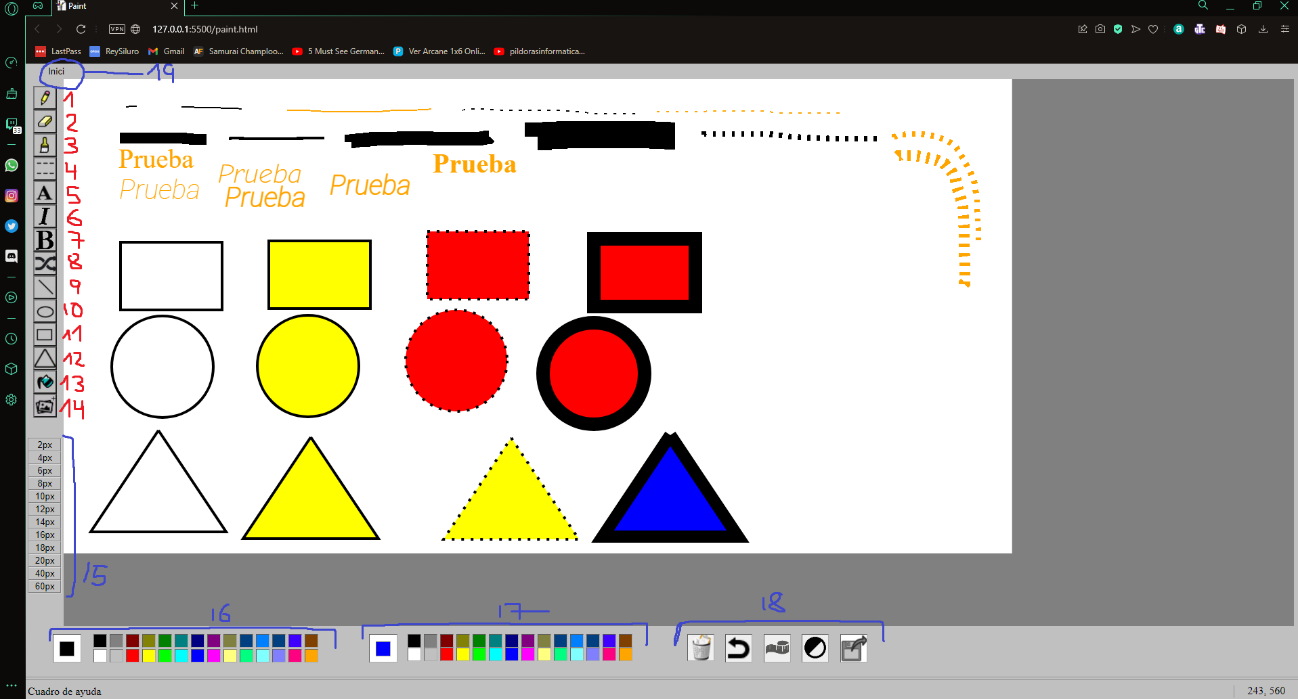 Paint
VPN
127.0.0.1:5500/paint.html
LastPass
ReySiluro
Gmail
AF
Samurai Champloo...
5 Must See German...
Ver Arcane 1x6 Onli...
pildorasinformatica...
Inici
19
1
2
3
4
A
5
I
6
B
7
8
9
10
11
12
13
14
Prueba
Prueba
Prueba
Prueba
Prueba
Prueba
2px
4px
6px
8px
10px
12px
14px
16px
18px
20px
40px
60px
15
16
17
18
Cuadro de ayuda
243, 560